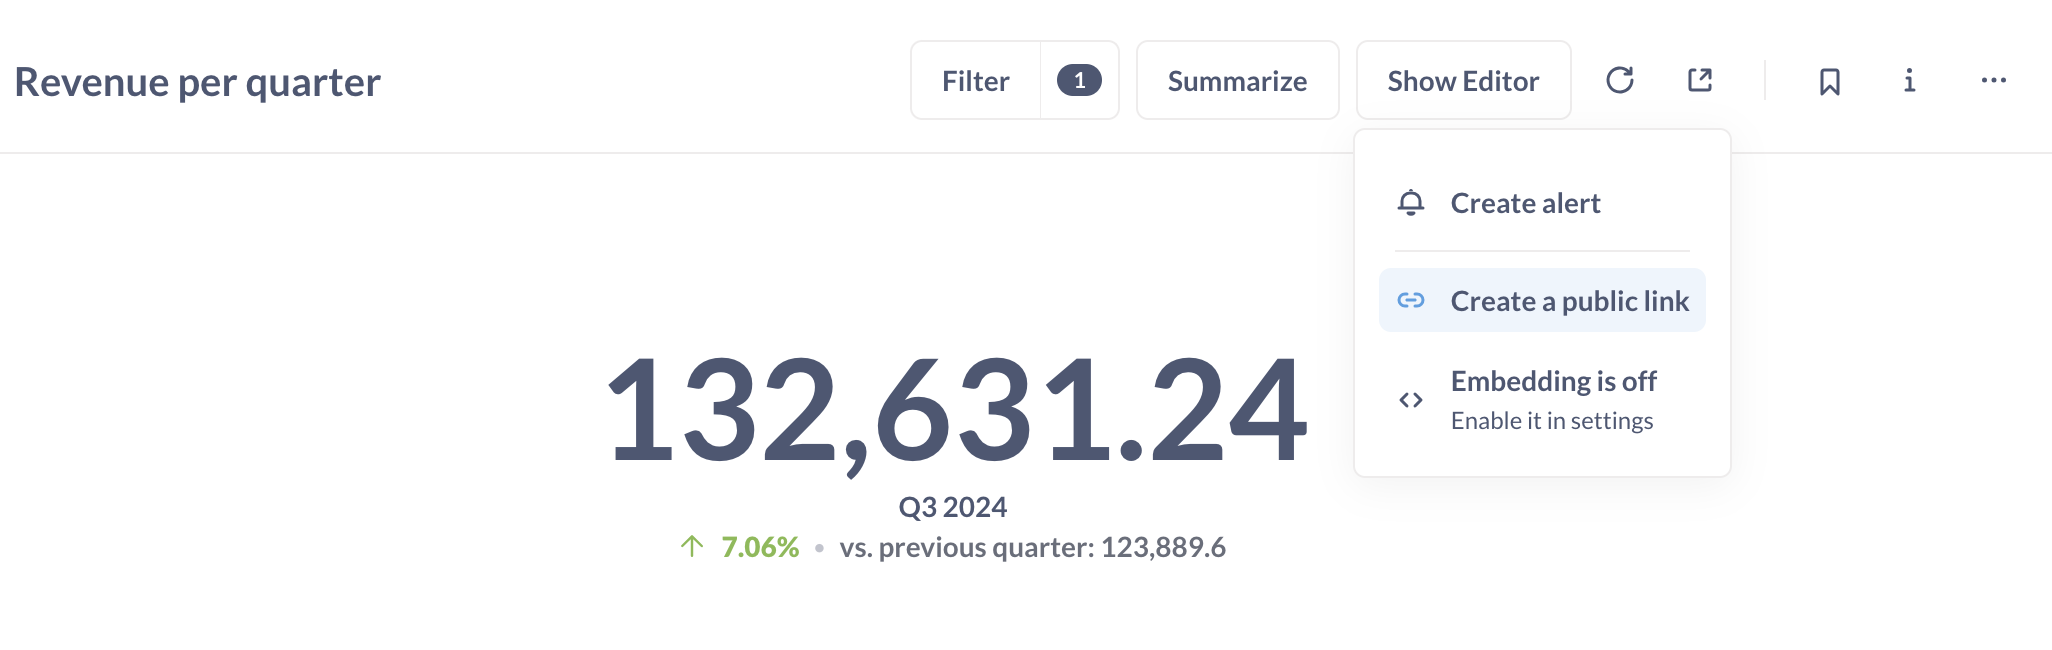 Revenue per quarter
Filter 1 Summarize Show Editor
Create alert
Create a public link
Embedding is off
Enable it in settings
132,631.24
Q3 2024
7.06% • vs. previous quarter: 123,889.6